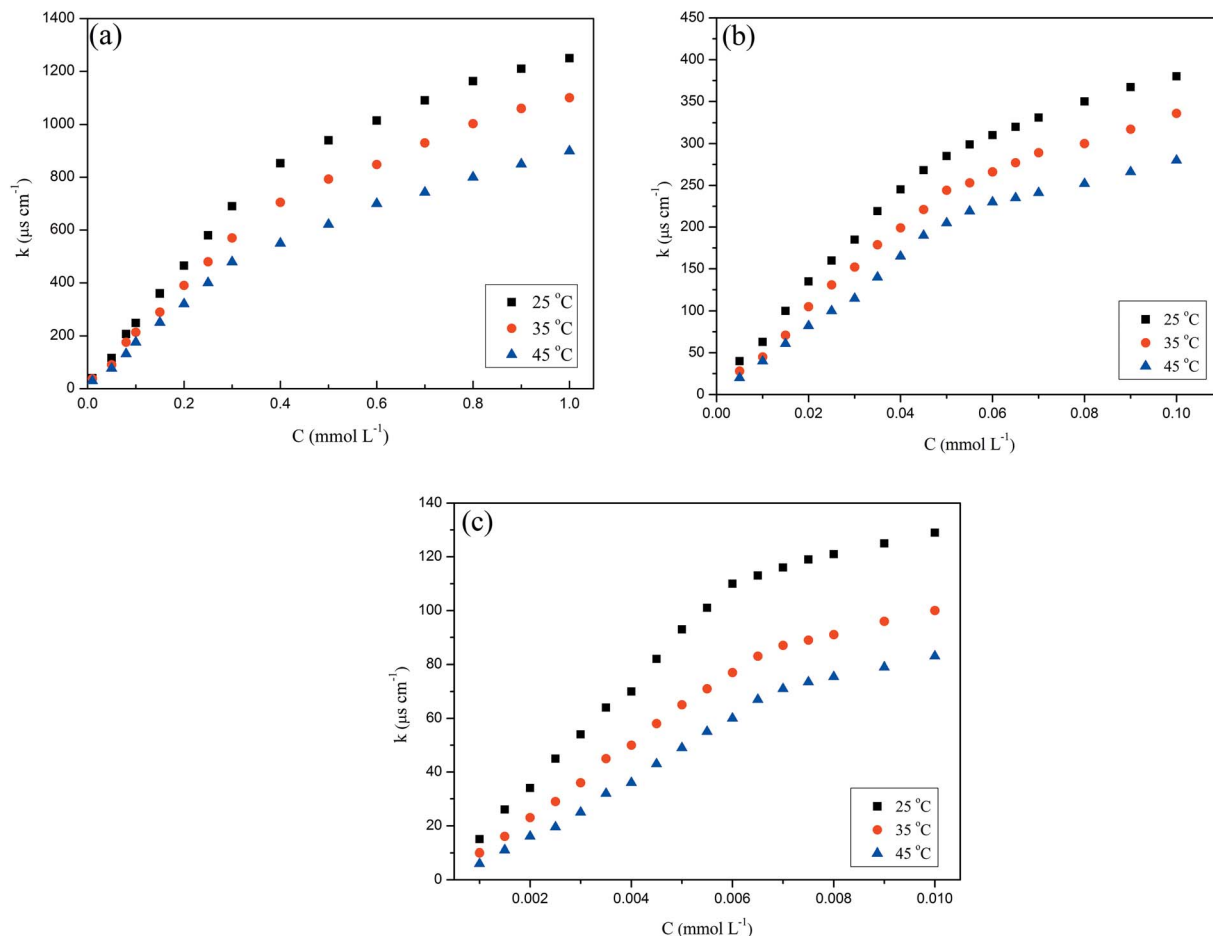 (a)
1400
1200
1000
800
600
400
200
0
k (μs cm⁻¹)
0.0 0.2 0.4 0.6 0.8 1.0
C (mmol L⁻¹)
25 °C
35 °C
45 °C
(b)
450
400
350
300
250
200
150
100
50
0
k (μs cm⁻¹)
0.00 0.02 0.04 0.06 0.08 0.10
C (mmol L⁻¹)
25 °C
35 °C
45 °C
(c)
140
120
100
80
60
40
20
0
k (μs cm⁻¹)
0.002 0.004 0.006 0.008 0.010
C (mmol L⁻¹)
25 °C
35 °C
45 °C